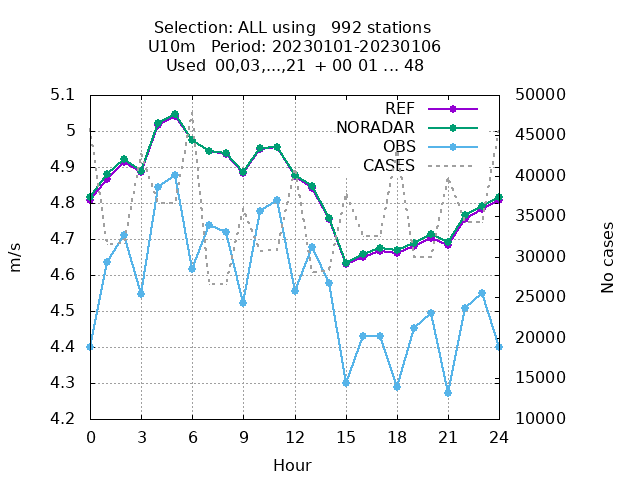 Selection: ALL using   992 stations
U10m   Period: 20230101-20230106
Used  00,03,...,21  + 00 01 ... 48
5.1
5
4.9
4.8
4.7
4.6
4.5
4.4
4.3
4.2
50000
45000
40000
35000
30000
25000
20000
15000
10000
REF
NORADAR
OBS
CASES
m/s
No cases
0 3 6 9 12 15 18 21 24
Hour